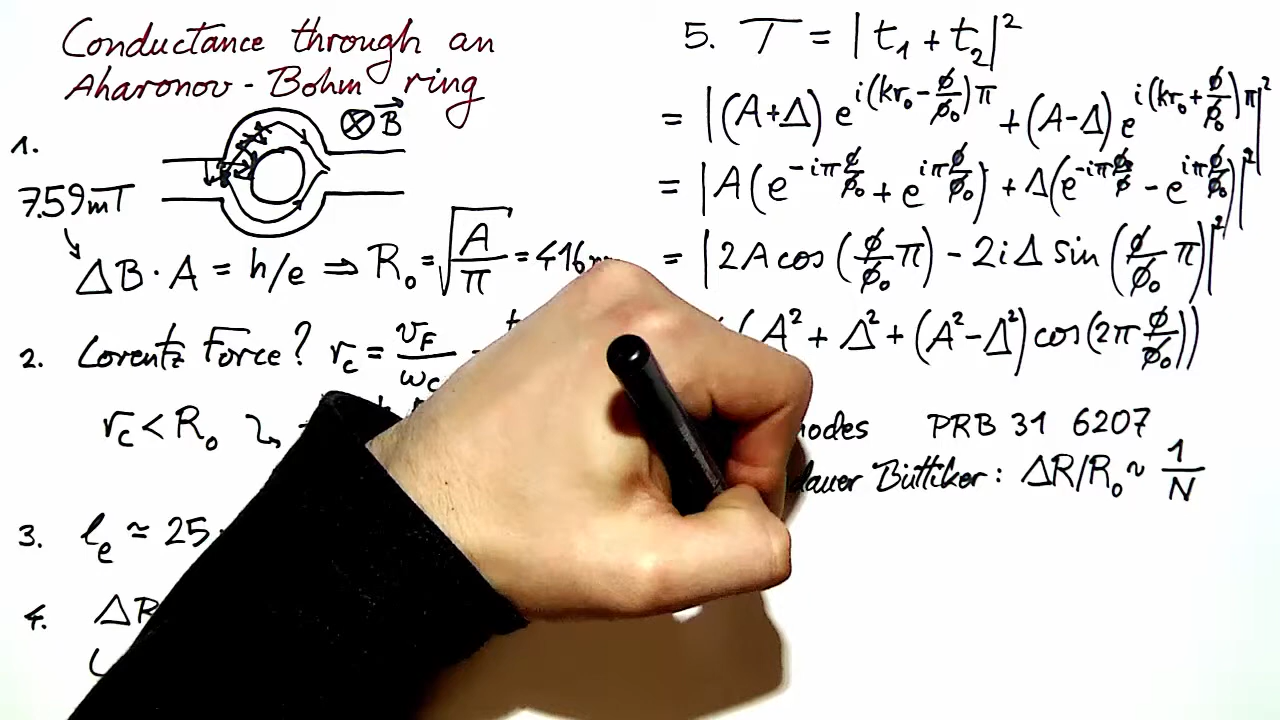 Conductance through an
Aharonov - Bohm ring
⊗ B⃗
1.
7.59mT
ΔB · A = h/e ⇒ R₀ = √(A/π) = 416
2. Lorentz Force? r_c = v_F/ω_c
r_c < R₀
3. l_e ≃ 25
4. ΔR
5. T = |t₁ + t₂|²
= |(A+Δ) e^{i(kr₀ - ϕ/ϕ₀)π} + (A-Δ) e^{i(kr₀ + ϕ/ϕ₀)π}|²
= |A(e^{-iπϕ/ϕ₀} + e^{iπϕ/ϕ₀}) + Δ(e^{-iπϕ/ϕ} - e^{iπϕ/ϕ₀})|²
= |2A cos(ϕ/ϕ₀ π) - 2iΔ sin(ϕ/ϕ₀ π)|²
(A² + Δ² + (A² - Δ²) cos(2π ϕ/ϕ₀))
PRB 31 6207
Büttiker : ΔR/R₀ ~ 1/N